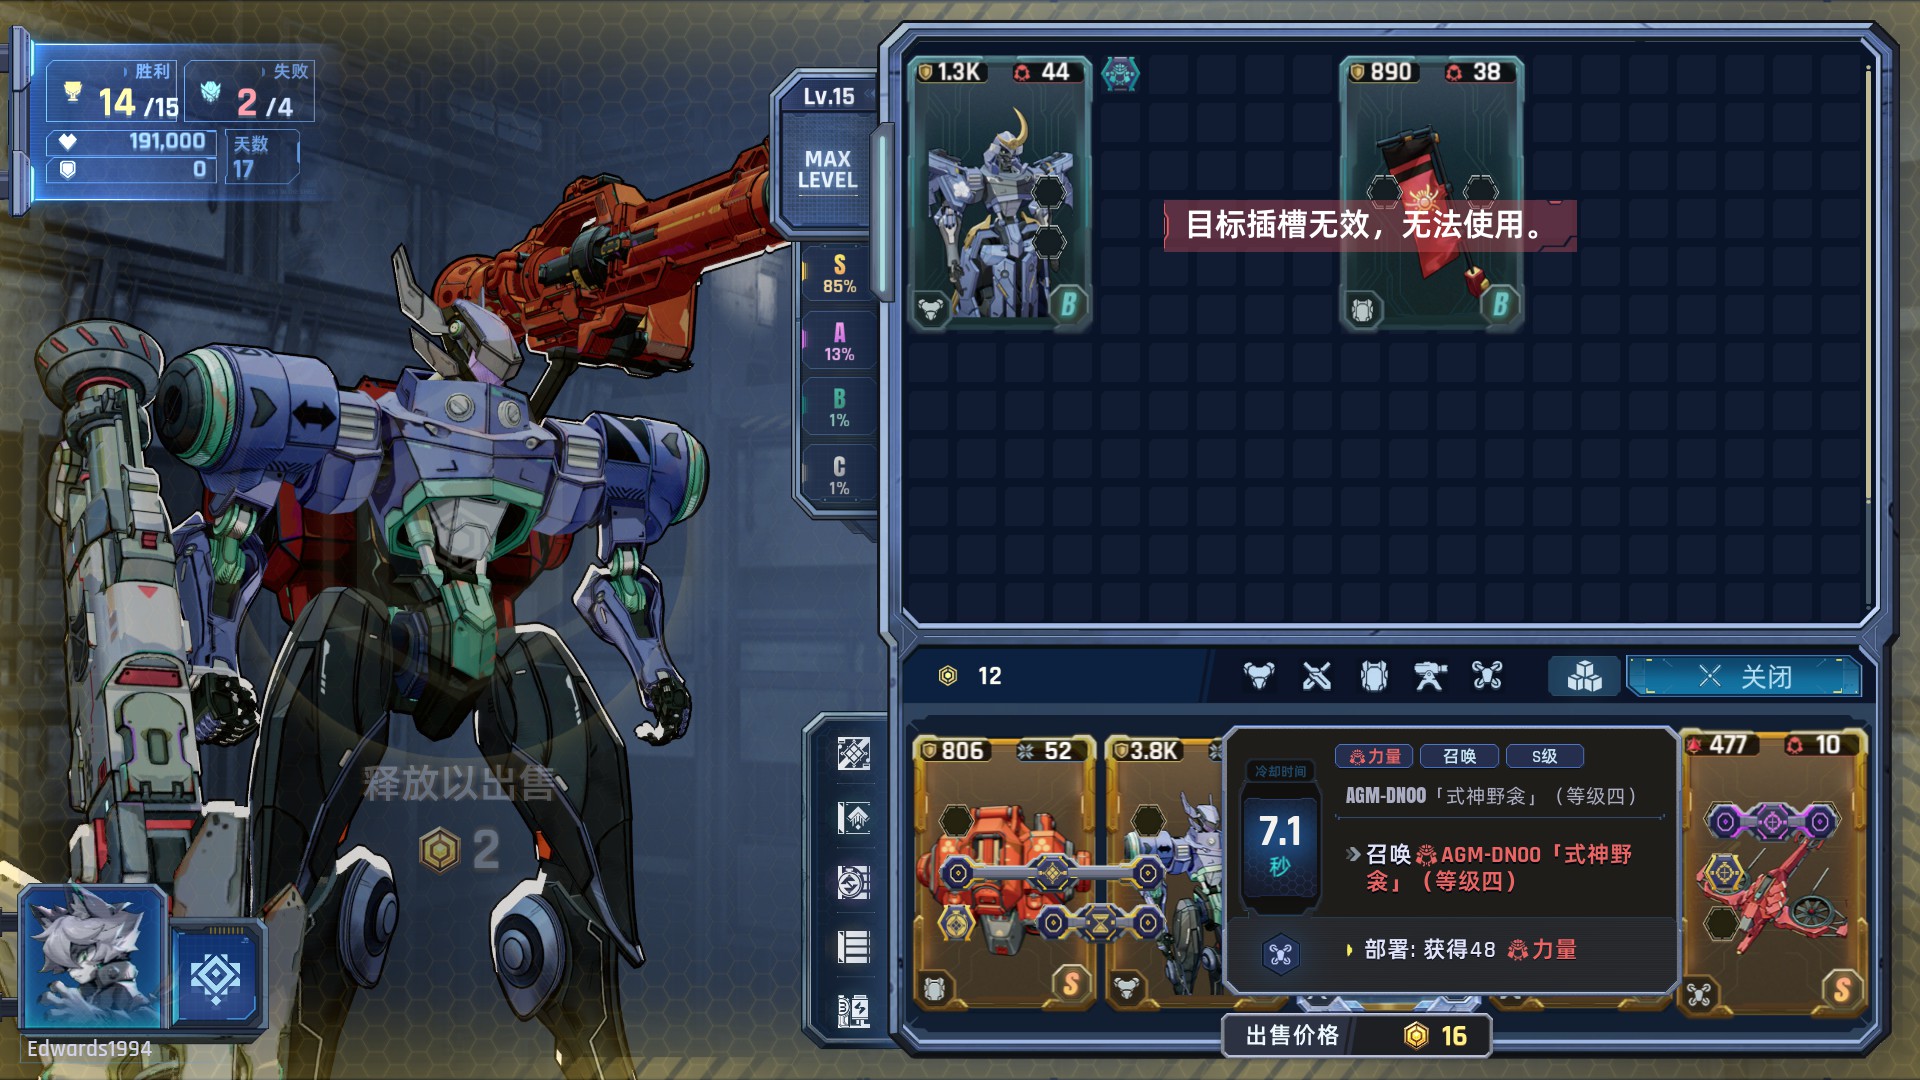 胜利
14 /15
失败
2 /4
191,000
0
天数
17
Lv.15
MAX
LEVEL
S
85%
A
13%
B
1%
C
1%
1.3K
44
B
890
38
B
目标插槽无效，无法使用。
释放以出售
2
12
关闭
806
52
S
3.8K
冷却时间
7.1
秒
力量
召唤
S级
AGM-DN00「式神野衾」（等级四）
召唤 AGM-DN00「式神野
衾」（等级四）
部署: 获得48 力量
477
10
S
出售价格
16
Edwards1994